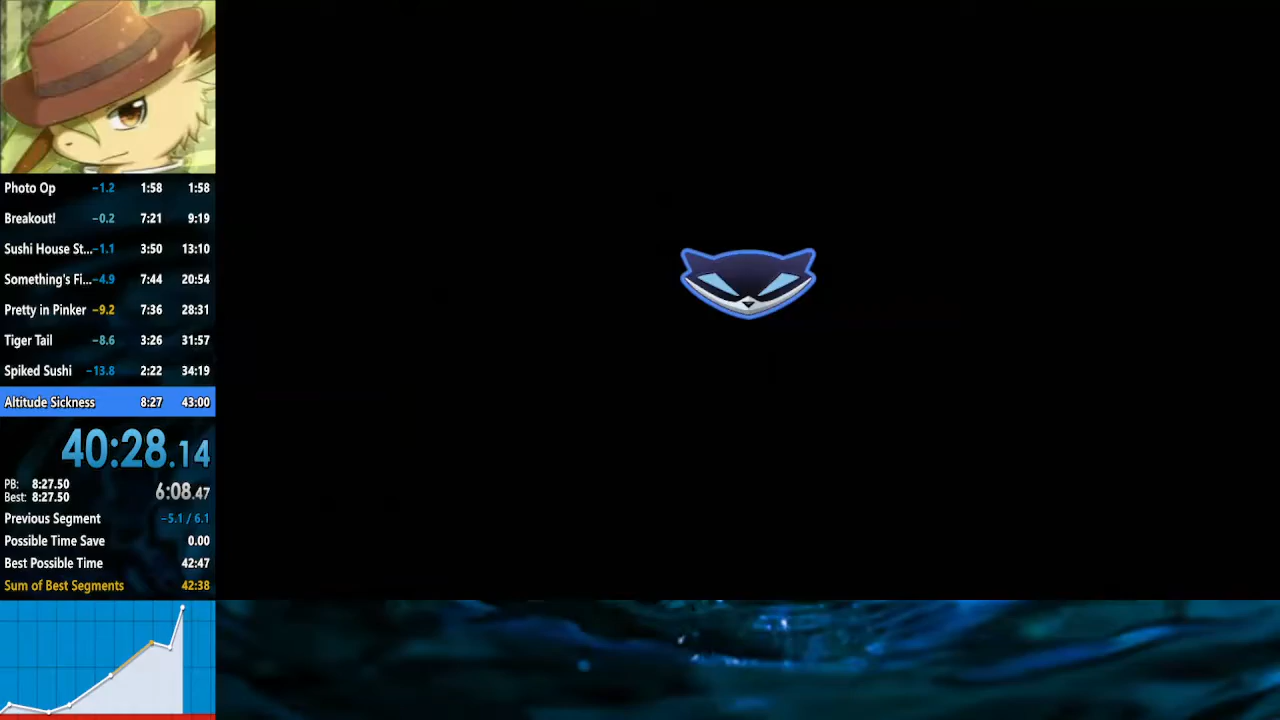 Photo Op -1.2 1:58 1:58
Breakout! -0.2 7:21 9:19
Sushi House St... -1.1 3:50 13:10
Something's Fi... -4.9 7:44 20:54
Pretty in Pinker -9.2 7:36 28:31
Tiger Tail -8.6 3:26 31:57
Spiked Sushi -13.8 2:22 34:19
Altitude Sickness 8:27 43:00
40:28.14
PB: 8:27.50
Best: 8:27.50
6:08.47
Previous Segment -5.1 / 6.1
Possible Time Save 0.00
Best Possible Time 42:47
Sum of Best Segments 42:38